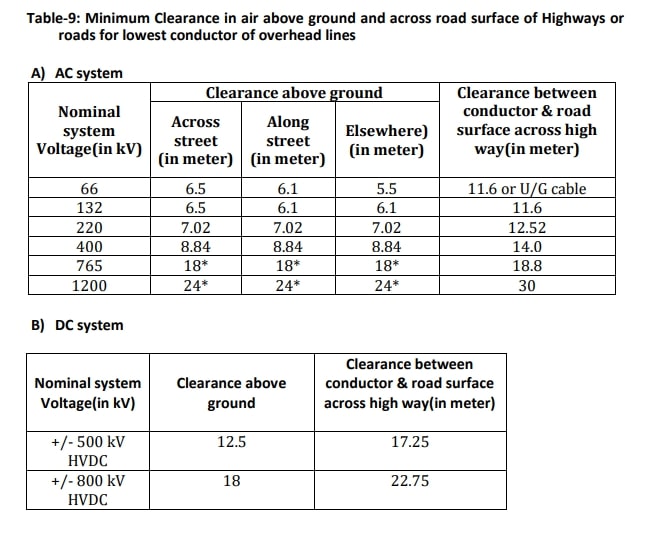 Table-9: Minimum Clearance in air above ground and across road surface of Highways or
roads for lowest conductor of overhead lines
A) AC system
Nominal system Voltage(in kV) | Clearance above ground | Clearance between conductor & road surface across high way(in meter)
Across street (in meter) | Along street (in meter) | Elsewhere) (in meter)
66 6.5 6.1 5.5 11.6 or U/G cable
132 6.5 6.1 6.1 11.6
220 7.02 7.02 7.02 12.52
400 8.84 8.84 8.84 14.0
765 18* 18* 18* 18.8
1200 24* 24* 24* 30
B) DC system
Nominal system Voltage(in kV) | Clearance above ground | Clearance between conductor & road surface across high way(in meter)
+/- 500 kV HVDC 12.5 17.25
+/- 800 kV HVDC 18 22.75